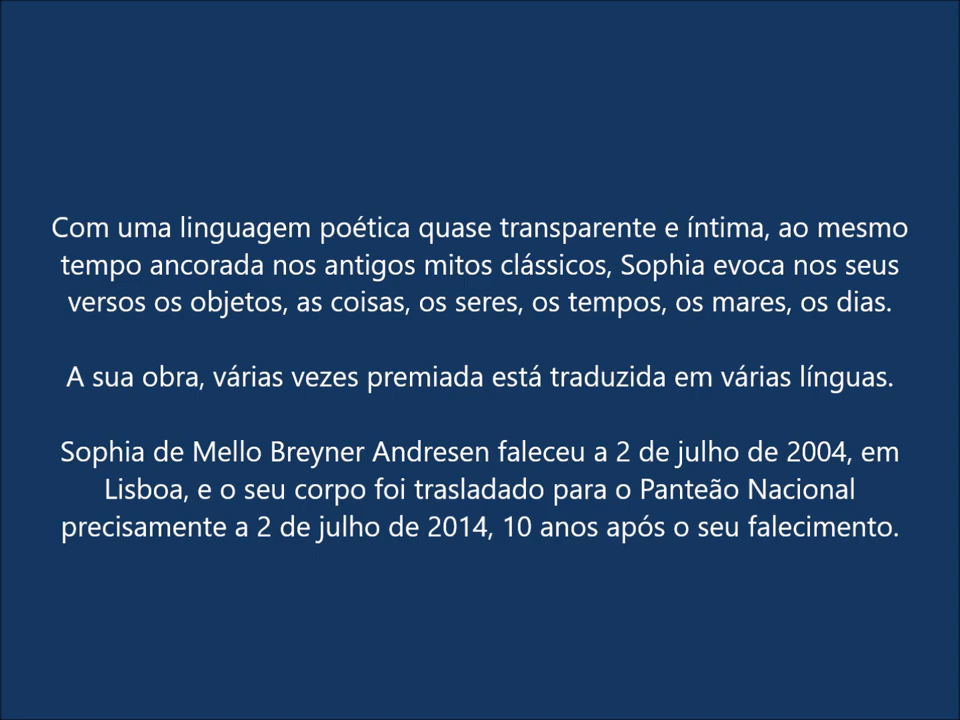 Com uma linguagem poética quase transparente e íntima, ao mesmo
tempo ancorada nos antigos mitos clássicos, Sophia evoca nos seus
versos os objetos, as coisas, os seres, os tempos, os mares, os dias.
A sua obra, várias vezes premiada está traduzida em várias línguas.
Sophia de Mello Breyner Andresen faleceu a 2 de julho de 2004, em
Lisboa, e o seu corpo foi trasladado para o Panteão Nacional
precisamente a 2 de julho de 2014, 10 anos após o seu falecimento.